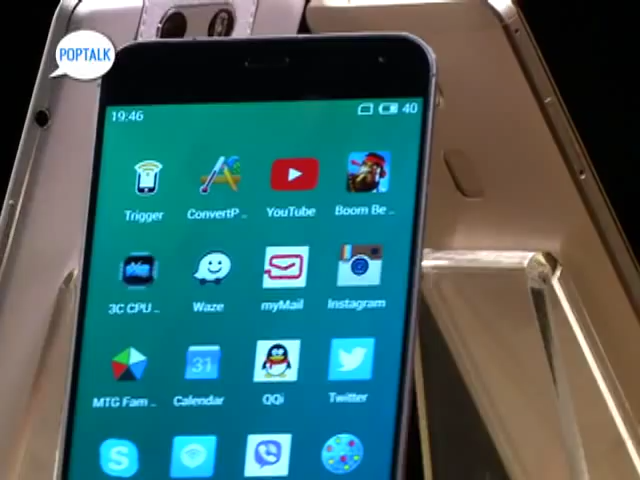 POPTALK
19:46
40
Trigger
ConvertP ..
YouTube
Boom Be ..
3C CPU ..
Waze
myMail
Instagram
MTG Fam ..
31
Calendar
QQi
Twitter
S